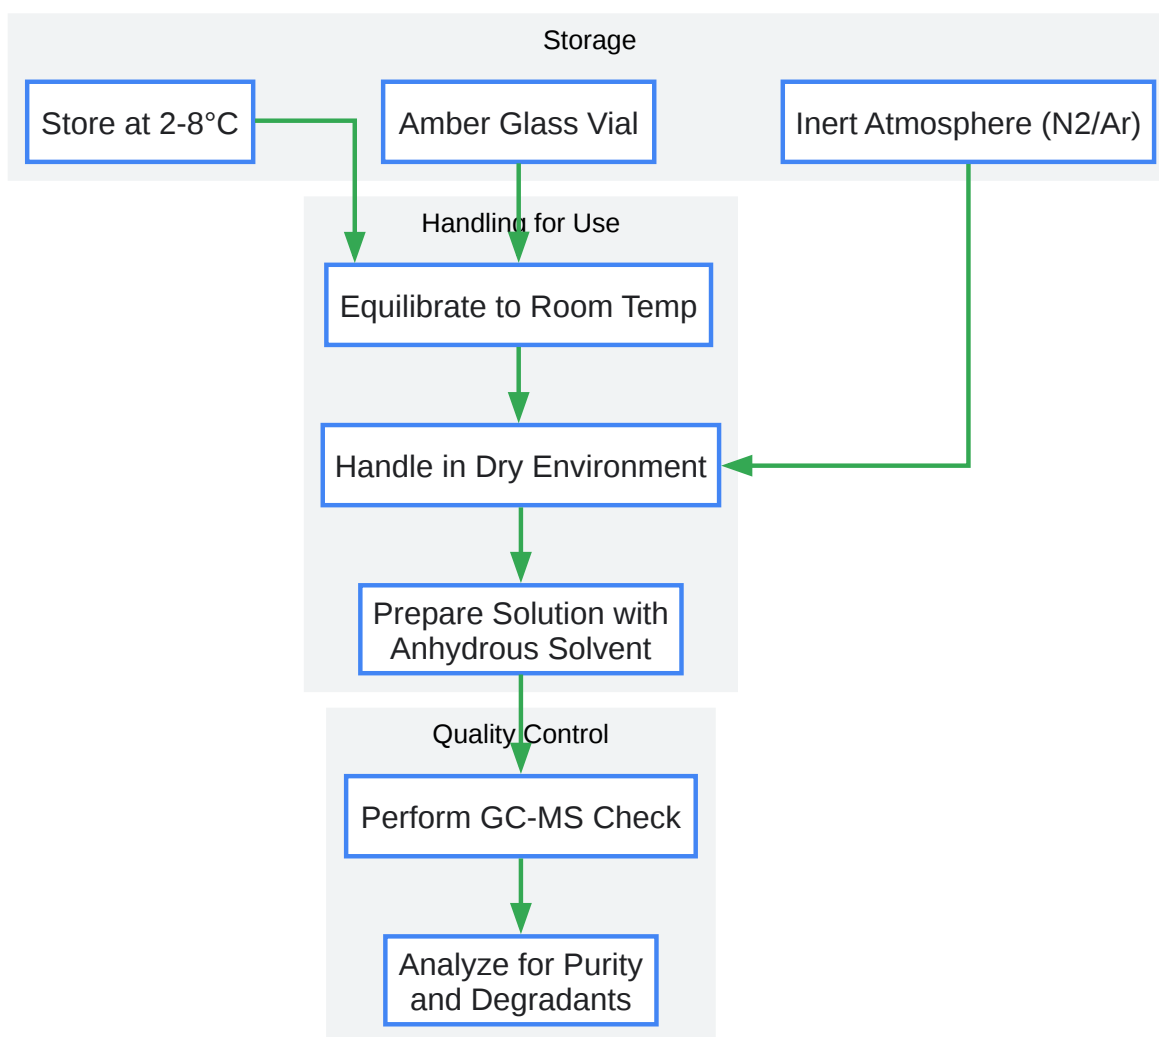 Storage
Store at 2-8°C
Amber Glass Vial
Inert Atmosphere (N2/Ar)
Handling for Use
Equilibrate to Room Temp
Handle in Dry Environment
Prepare Solution with
Anhydrous Solvent
Quality Control
Perform GC-MS Check
Analyze for Purity
and Degradants